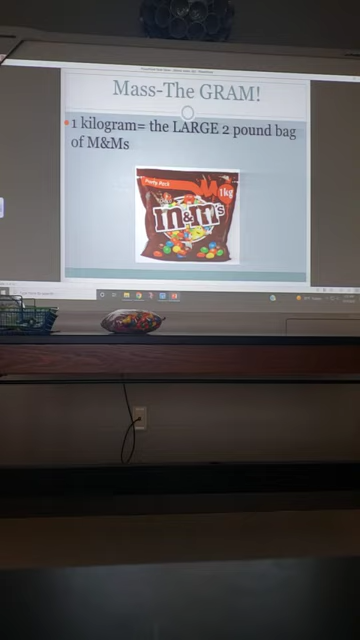 Mass-The GRAM!
1 kilogram= the LARGE 2 pound bag
of M&Ms
Party Pack
1kg
m&m's